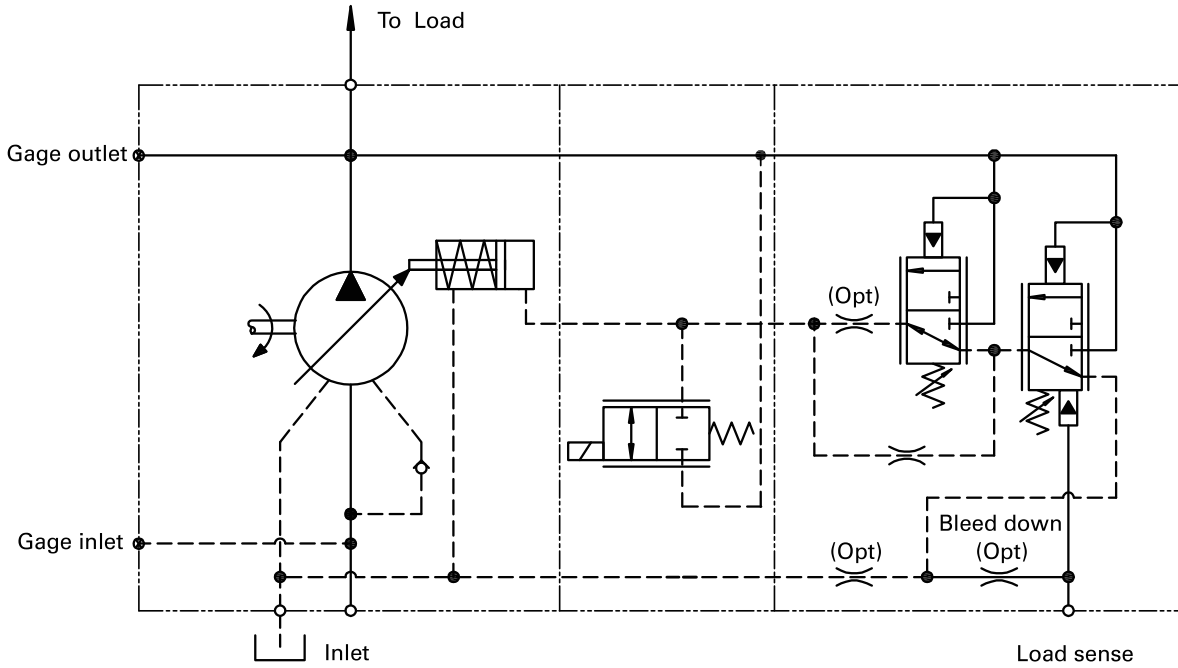 To Load
Gage outlet
(Opt)
Gage inlet
Bleed down
(Opt)
(Opt)
Inlet
Load sense